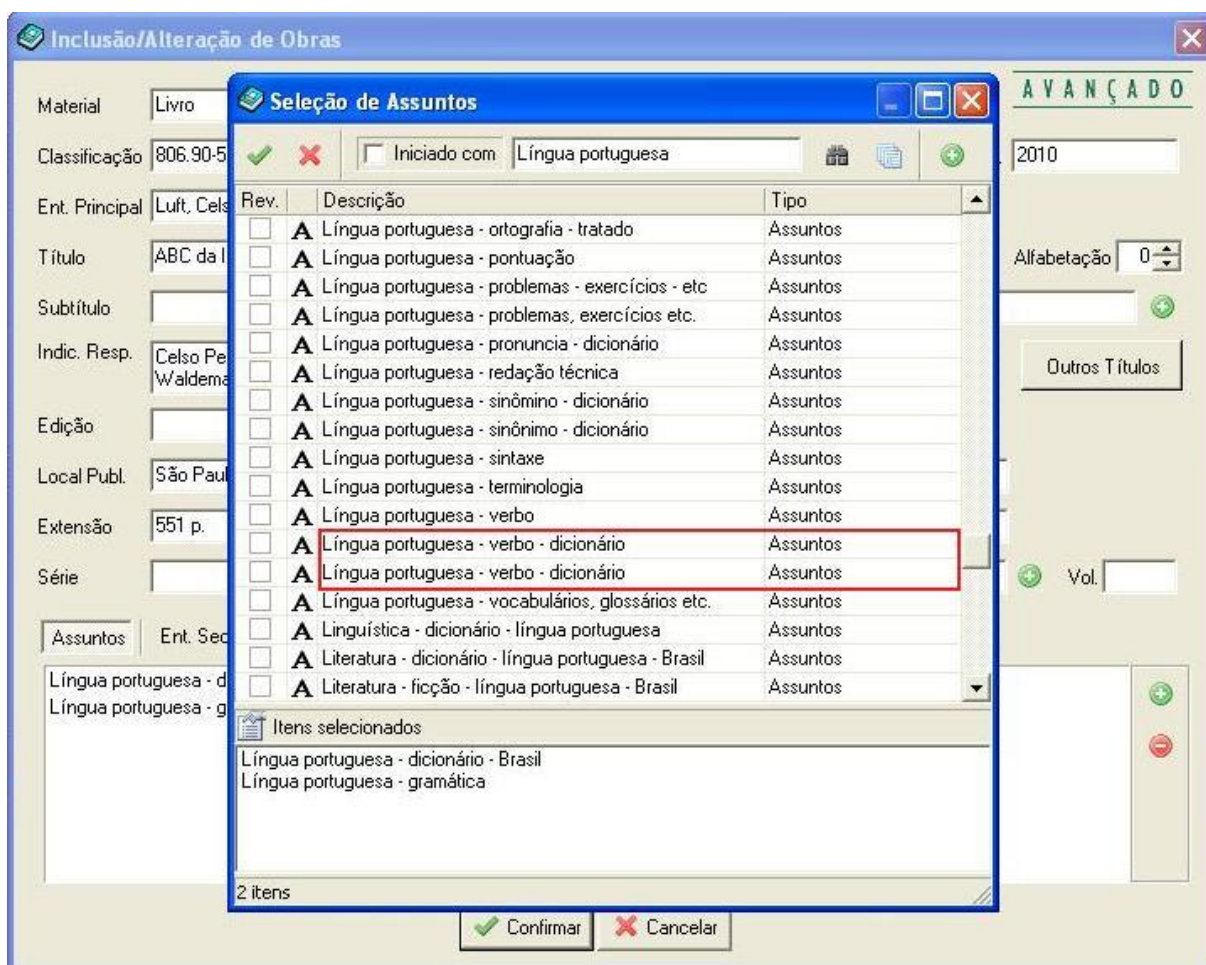 Inclusão/Alteração de Obras
AVANÇADO
Material Livro
Classificação 806.90-5 2010
Ent. Principal Luft, Cels
Título ABC da l Alfabetação 0
Subtítulo
Indic. Resp. Celso Pe
Waldema
Outros Títulos
Edição
Local Publ. São Paul
Extensão 551 p.
Série Vol.
Assuntos Ent. Sec
Língua portuguesa - d
Língua portuguesa - g
Seleção de Assuntos
Iniciado com Língua portuguesa
Rev. Descrição Tipo
A Língua portuguesa - ortografia - tratado Assuntos
A Língua portuguesa - pontuação Assuntos
A Língua portuguesa - problemas - exercícios - etc Assuntos
A Língua portuguesa - problemas, exercícios etc. Assuntos
A Língua portuguesa - pronuncia - dicionário Assuntos
A Língua portuguesa - redação técnica Assuntos
A Língua portuguesa - sinômino - dicionário Assuntos
A Língua portuguesa - sinônimo - dicionário Assuntos
A Língua portuguesa - sintaxe Assuntos
A Língua portuguesa - terminologia Assuntos
A Língua portuguesa - verbo Assuntos
A Língua portuguesa - verbo - dicionário Assuntos
A Língua portuguesa - verbo - dicionário Assuntos
A Língua portuguesa - vocabulários, glossários etc. Assuntos
A Linguística - dicionário - língua portuguesa Assuntos
A Literatura - dicionário - língua portuguesa - Brasil Assuntos
A Literatura - ficção - língua portuguesa - Brasil Assuntos
Itens selecionados
Língua portuguesa - dicionário - Brasil
Língua portuguesa - gramática
2 itens
Confirmar Cancelar